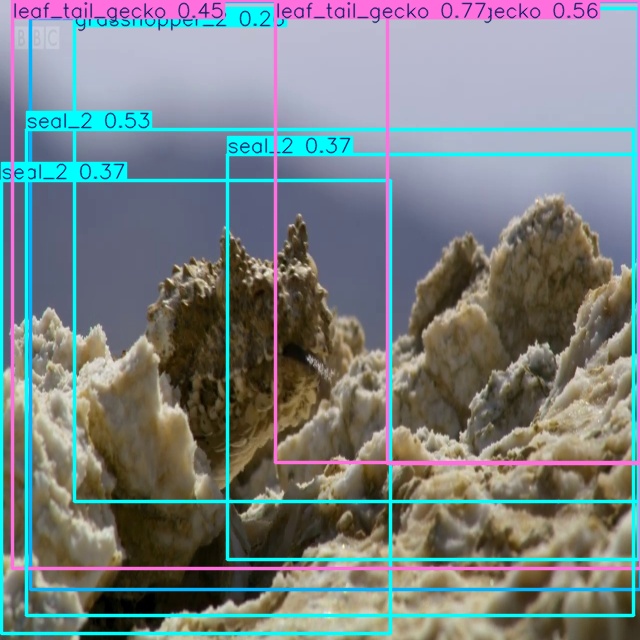 leaf_tail_gecko 0.45
leaf_tail_gecko 0.77
gecko 0.56
grasshopper_2 0.2
BBC
seal_2 0.53
seal_2 0.37
seal_2 0.37